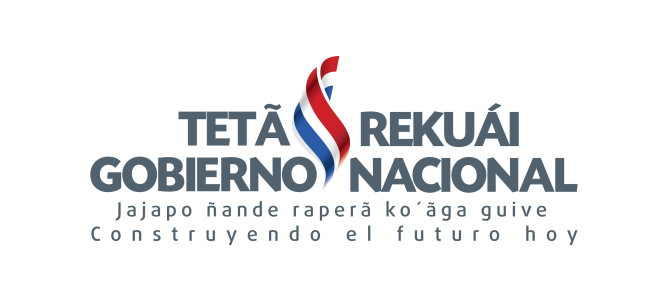 TETÃ REKUÁI
GOBIERNO NACIONAL
Jajapo ñande raperã ko´ãga guive
Construyendo el futuro hoy